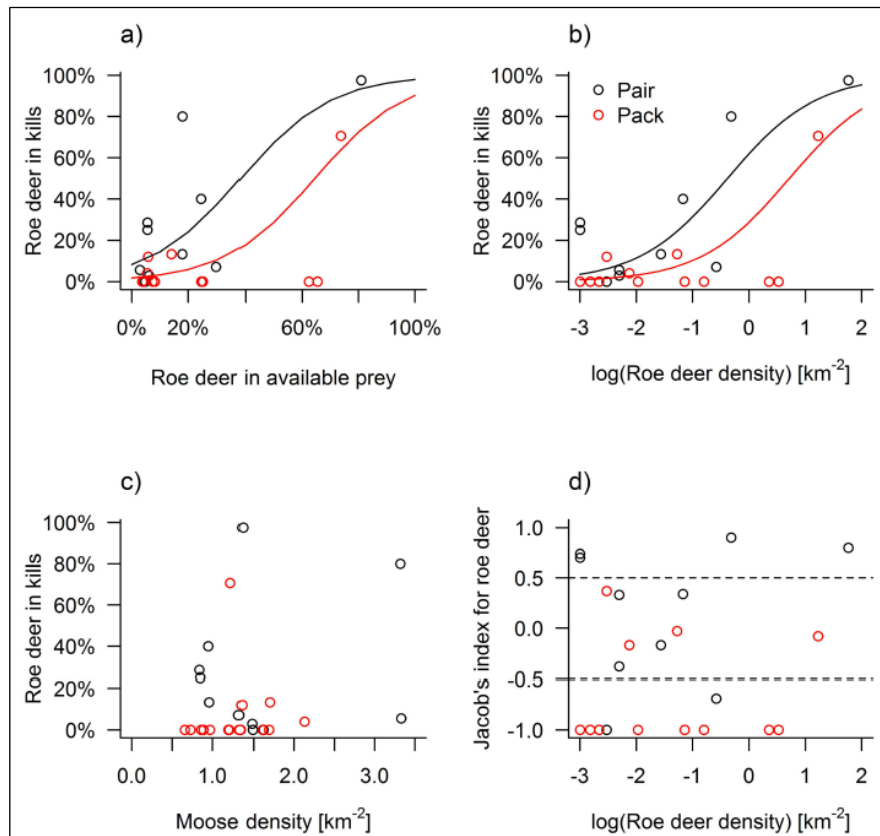 a)
Roe deer in kills
100%
80%
60%
40%
20%
0%
0% 20% 60% 100%
Roe deer in available prey
b)
Roe deer in kills
100%
80%
60%
40%
20%
0%
Pair
Pack
-3 -2 -1 0 1 2
log(Roe deer density) [km⁻²]
c)
Roe deer in kills
100%
80%
60%
40%
20%
0%
0.0 1.0 2.0 3.0
Moose density [km⁻²]
d)
Jacob's index for roe deer
1.0
0.5
0.0
-0.5
-1.0
-3 -2 -1 0 1 2
log(Roe deer density) [km⁻²]